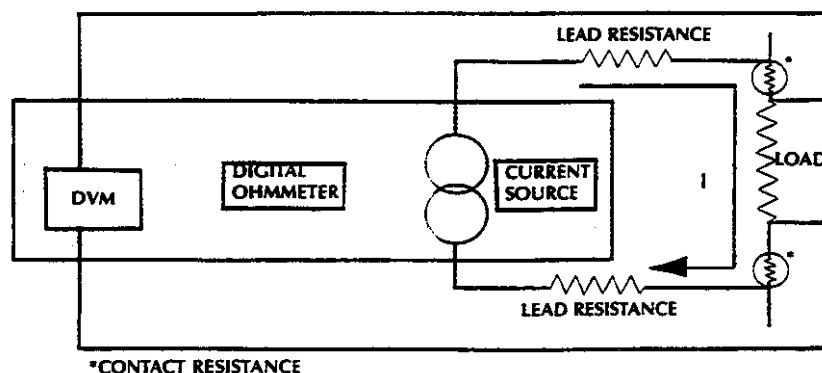 LEAD RESISTANCE
*
DIGITAL
OHMMETER
CURRENT
SOURCE
LOAD
DVM
I
*
LEAD RESISTANCE
*CONTACT RESISTANCE